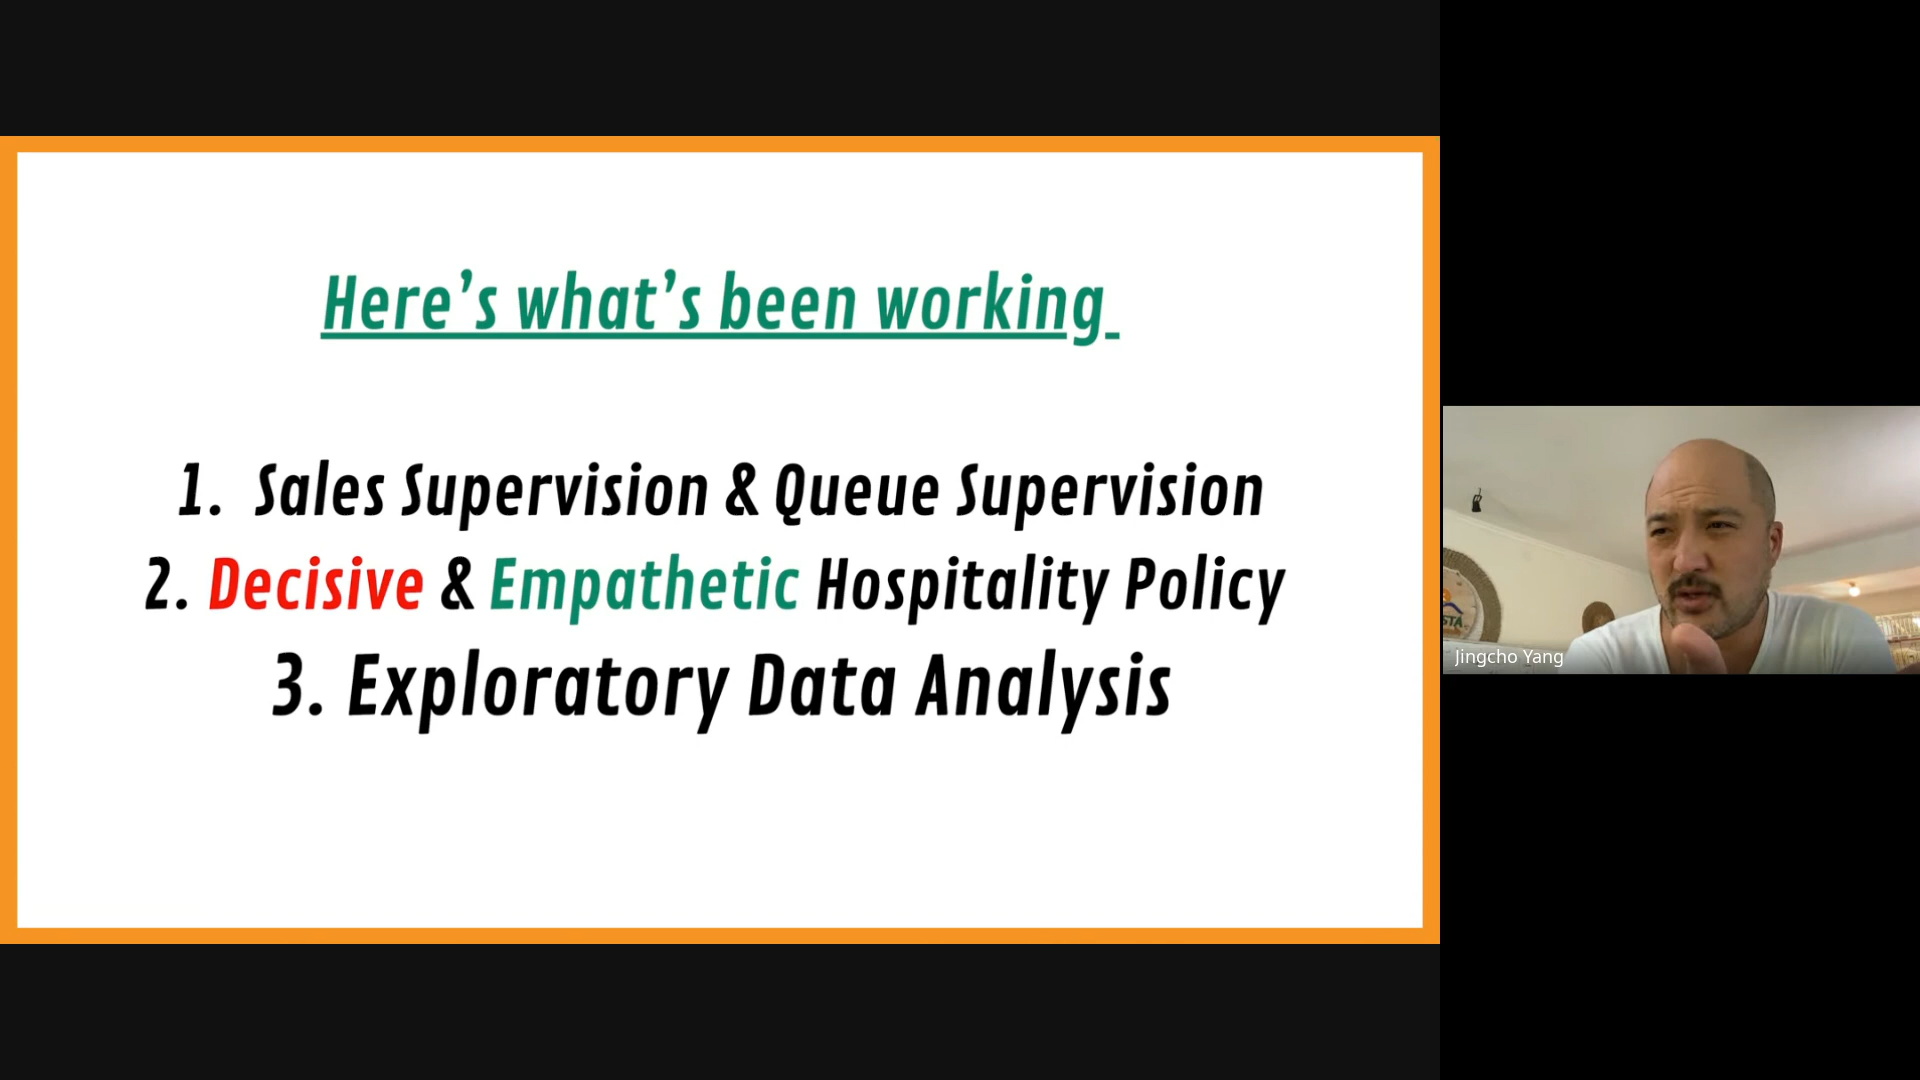 Here’s what’s been working
1. Sales Supervision & Queue Supervision
2. Decisive & Empathetic Hospitality Policy
3. Exploratory Data Analysis
STA
Jingcho Yang